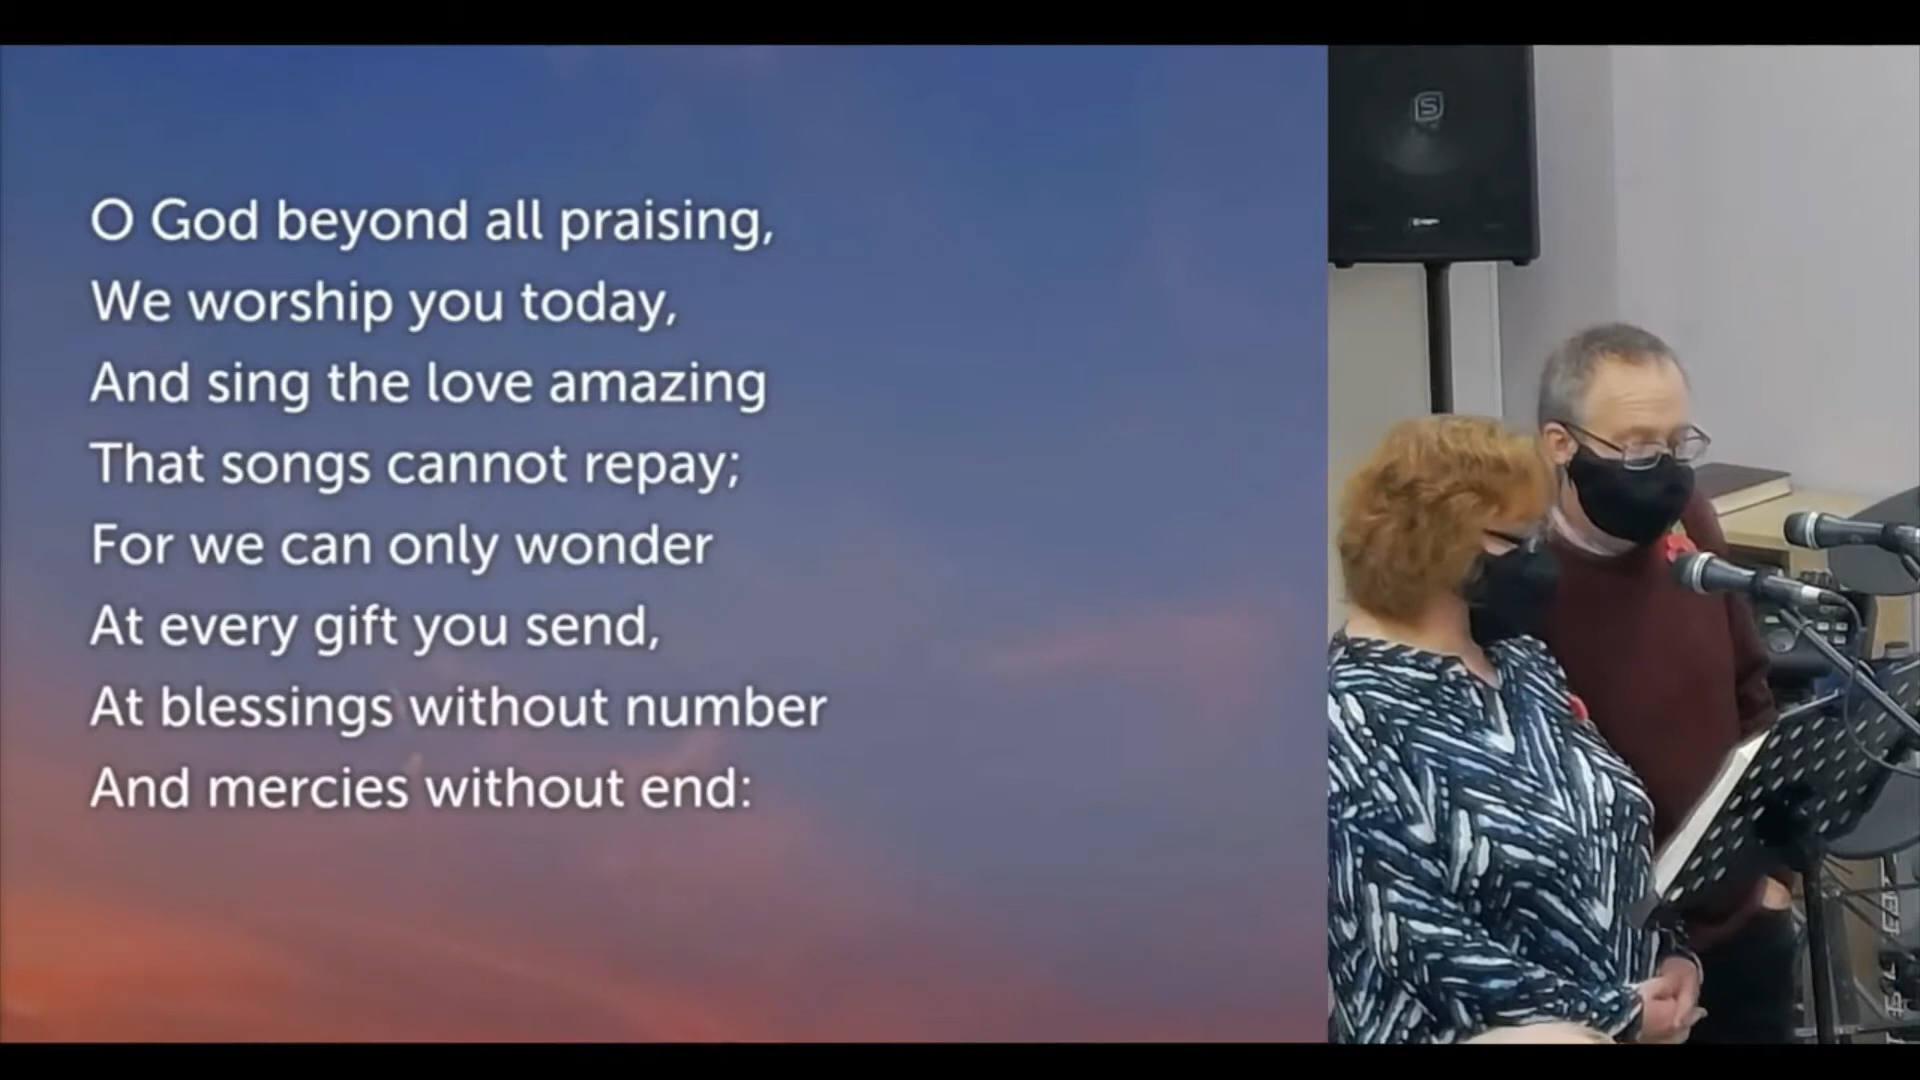 O God beyond all praising,
We worship you today,
And sing the love amazing
That songs cannot repay;
For we can only wonder
At every gift you send,
At blessings without number
And mercies without end: